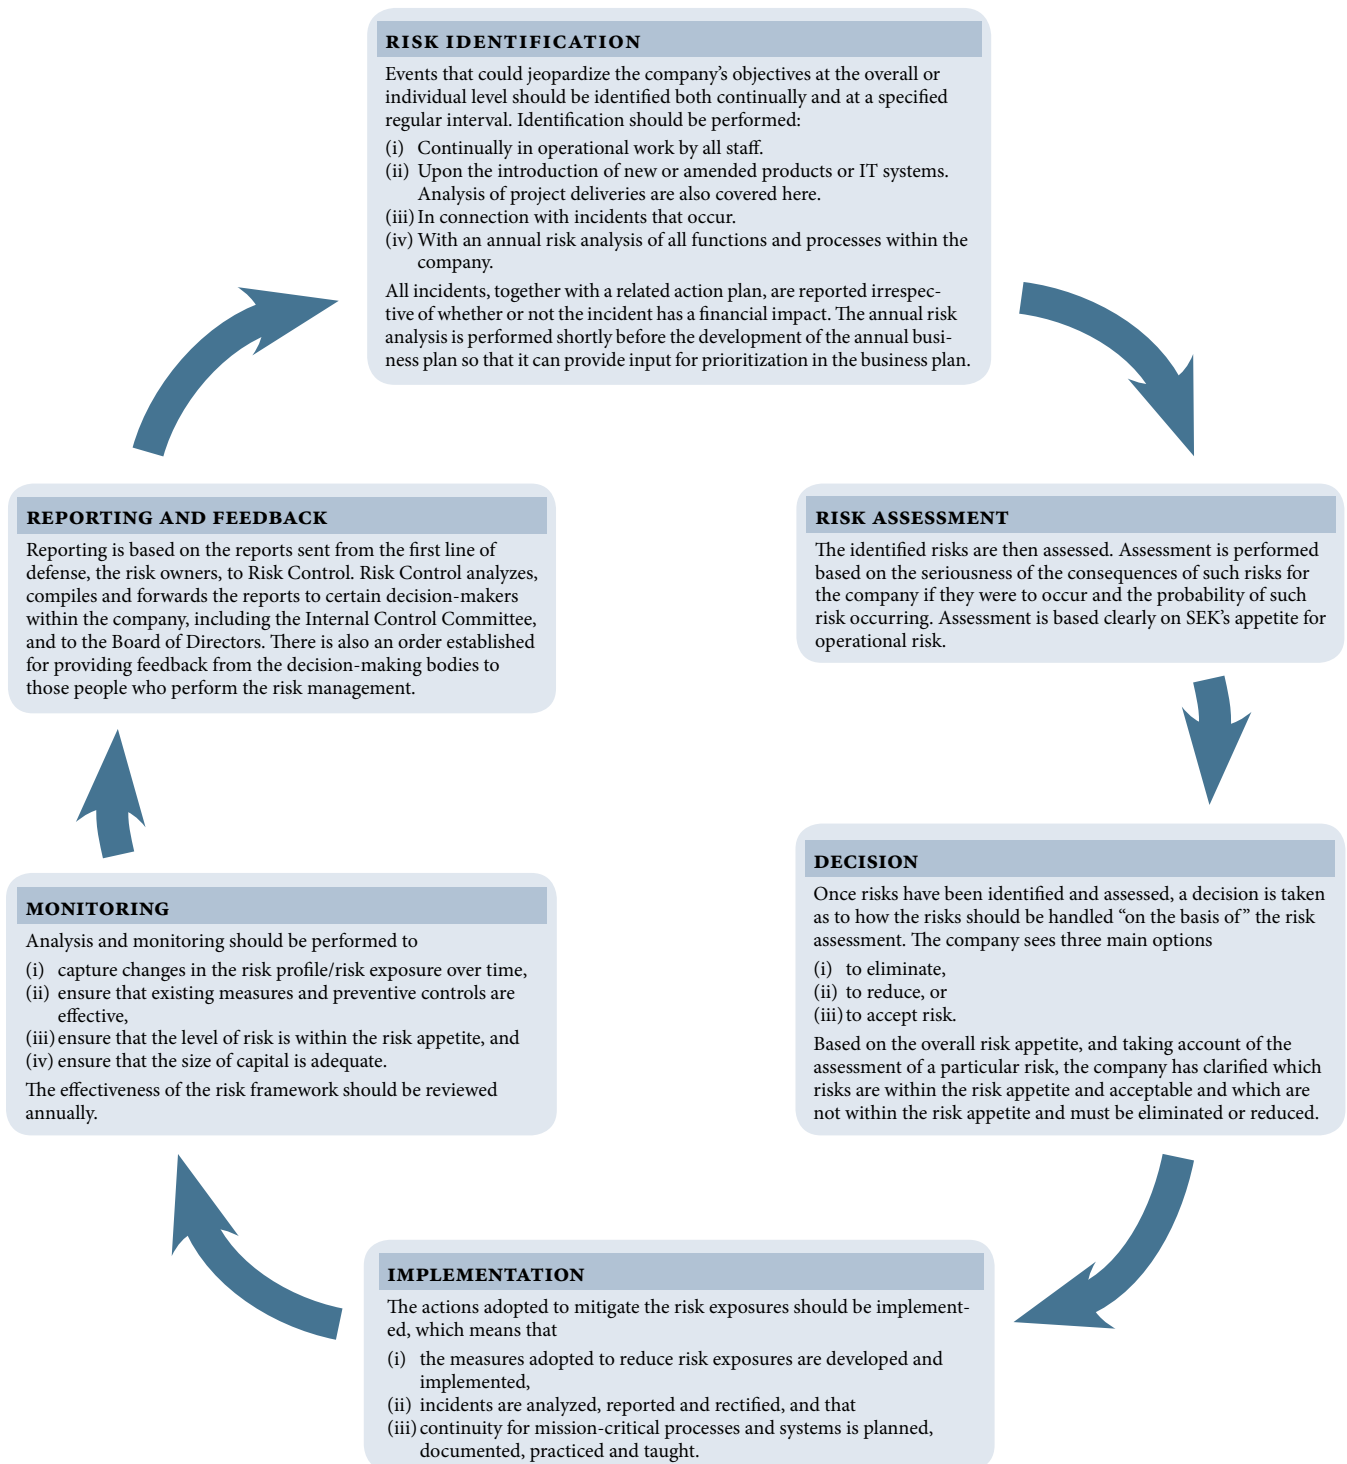 RISK IDENTIFICATION
Events that could jeopardize the company’s objectives at the overall or
individual level should be identified both continually and at a specified
regular interval. Identification should be performed:
(i) Continually in operational work by all staff.
(ii) Upon the introduction of new or amended products or IT systems.
Analysis of project deliveries are also covered here.
(iii) In connection with incidents that occur.
(iv) With an annual risk analysis of all functions and processes within the
company.
All incidents, together with a related action plan, are reported irrespec-
tive of whether or not the incident has a financial impact. The annual risk
analysis is performed shortly before the development of the annual busi-
ness plan so that it can provide input for prioritization in the business plan.
RISK ASSESSMENT
The identified risks are then assessed. Assessment is performed
based on the seriousness of the consequences of such risks for
the company if they were to occur and the probability of such
risk occurring. Assessment is based clearly on SEK’s appetite for
operational risk.
DECISION
Once risks have been identified and assessed, a decision is taken
as to how the risks should be handled “on the basis of” the risk
assessment. The company sees three main options
(i) to eliminate,
(ii) to reduce, or
(iii) to accept risk.
Based on the overall risk appetite, and taking account of the
assessment of a particular risk, the company has clarified which
risks are within the risk appetite and acceptable and which are
not within the risk appetite and must be eliminated or reduced.
IMPLEMENTATION
The actions adopted to mitigate the risk exposures should be implement-
ed, which means that
(i) the measures adopted to reduce risk exposures are developed and
implemented,
(ii) incidents are analyzed, reported and rectified, and that
(iii) continuity for mission-critical processes and systems is planned,
documented, practiced and taught.
MONITORING
Analysis and monitoring should be performed to
(i) capture changes in the risk profile/risk exposure over time,
(ii) ensure that existing measures and preventive controls are
effective,
(iii) ensure that the level of risk is within the risk appetite, and
(iv) ensure that the size of capital is adequate.
The effectiveness of the risk framework should be reviewed
annually.
REPORTING AND FEEDBACK
Reporting is based on the reports sent from the first line of
defense, the risk owners, to Risk Control. Risk Control analyzes,
compiles and forwards the reports to certain decision-makers
within the company, including the Internal Control Committee,
and to the Board of Directors. There is also an order established
for providing feedback from the decision-making bodies to
those people who perform the risk management.